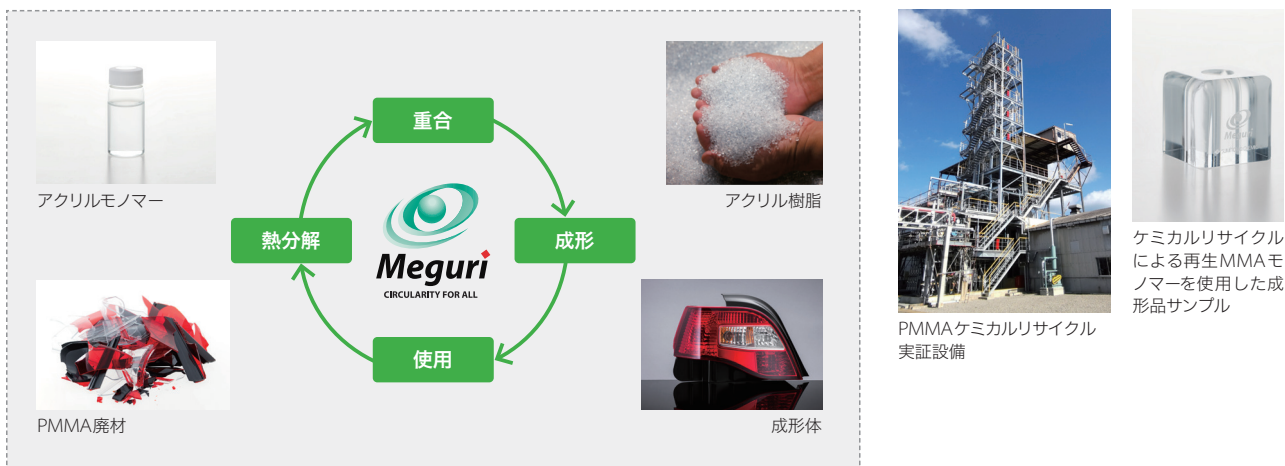 アクリルモノマー
重合
アクリル樹脂
熱分解
成形
Meguri
CIRCULARITY FOR ALL
使用
PMMA廃材
成形体
PMMAケミカルリサイクル
実証設備
Meguri
ケミカルリサイクル
による再生MMAモ
ノマーを使用した成
形品サンプル